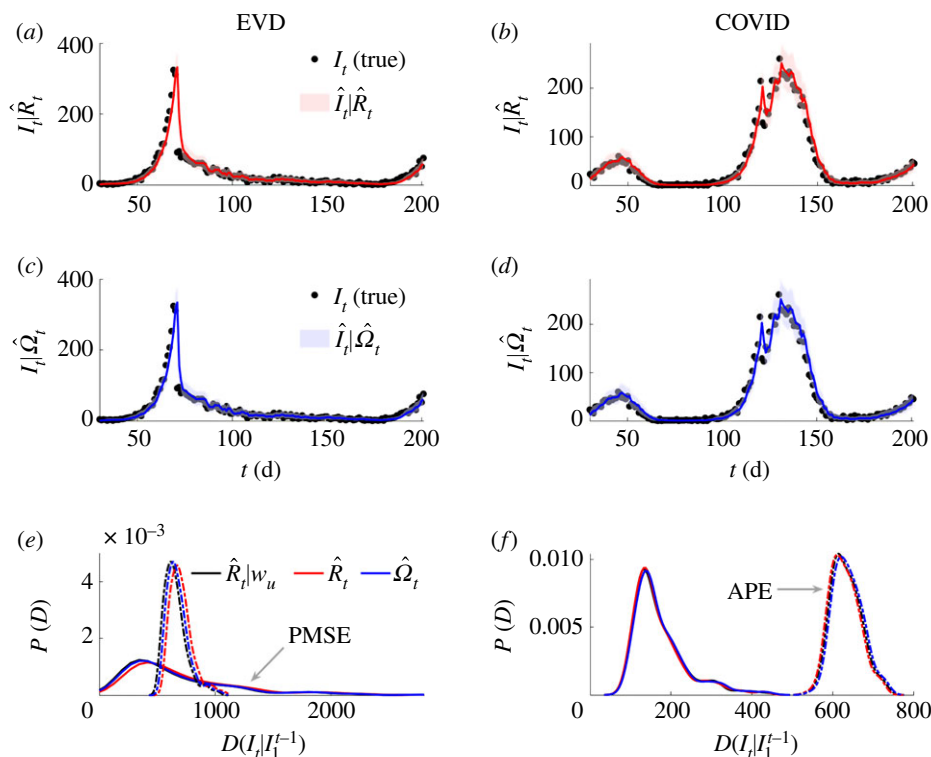 EVD
COVID
(a)
400
200
0
I_t|R̂_t
50 100 150 200
I_t (true)
Î_t|R̂_t
(b)
200
100
0
I_t|R̂_t
50 100 150 200
(c)
400
200
0
I_t|Ω̂_t
50 100 150 200
t (d)
I_t (true)
Î_t|Ω̂_t
(d)
200
100
0
I_t|Ω̂_t
50 100 150 200
t (d)
(e)
× 10⁻³
4
2
P (D)
R̂_t|w_u R̂_t Ω̂_t
PMSE
0 1000 2000
D(I_t|I_1^{t−1})
(f)
0.010
0.005
P (D)
APE
0 200 400 600 800
D(I_t|I_1^{t−1})